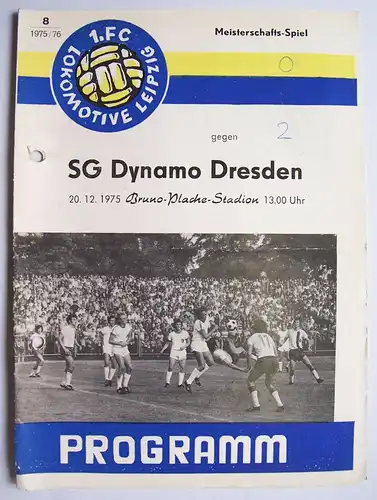 8
1975/76
1.FC
LOKOMOTIVE LEIPZIG
Meisterschafts-Spiel
0
gegen
2
SG Dynamo Dresden
20. 12. 1975 Bruno-Plache-Stadion 13.00 Uhr
PROGRAMM